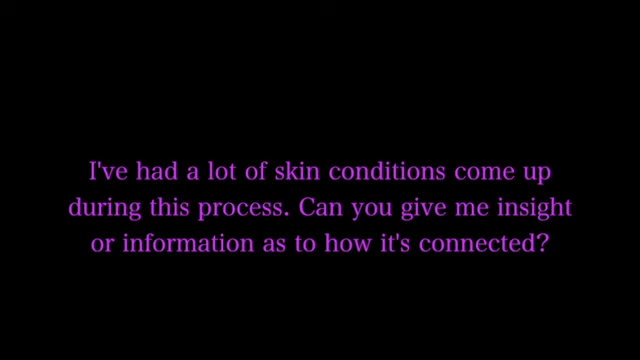 I've had a lot of skin conditions come up
during this process. Can you give me insight
or information as to how it's connected?